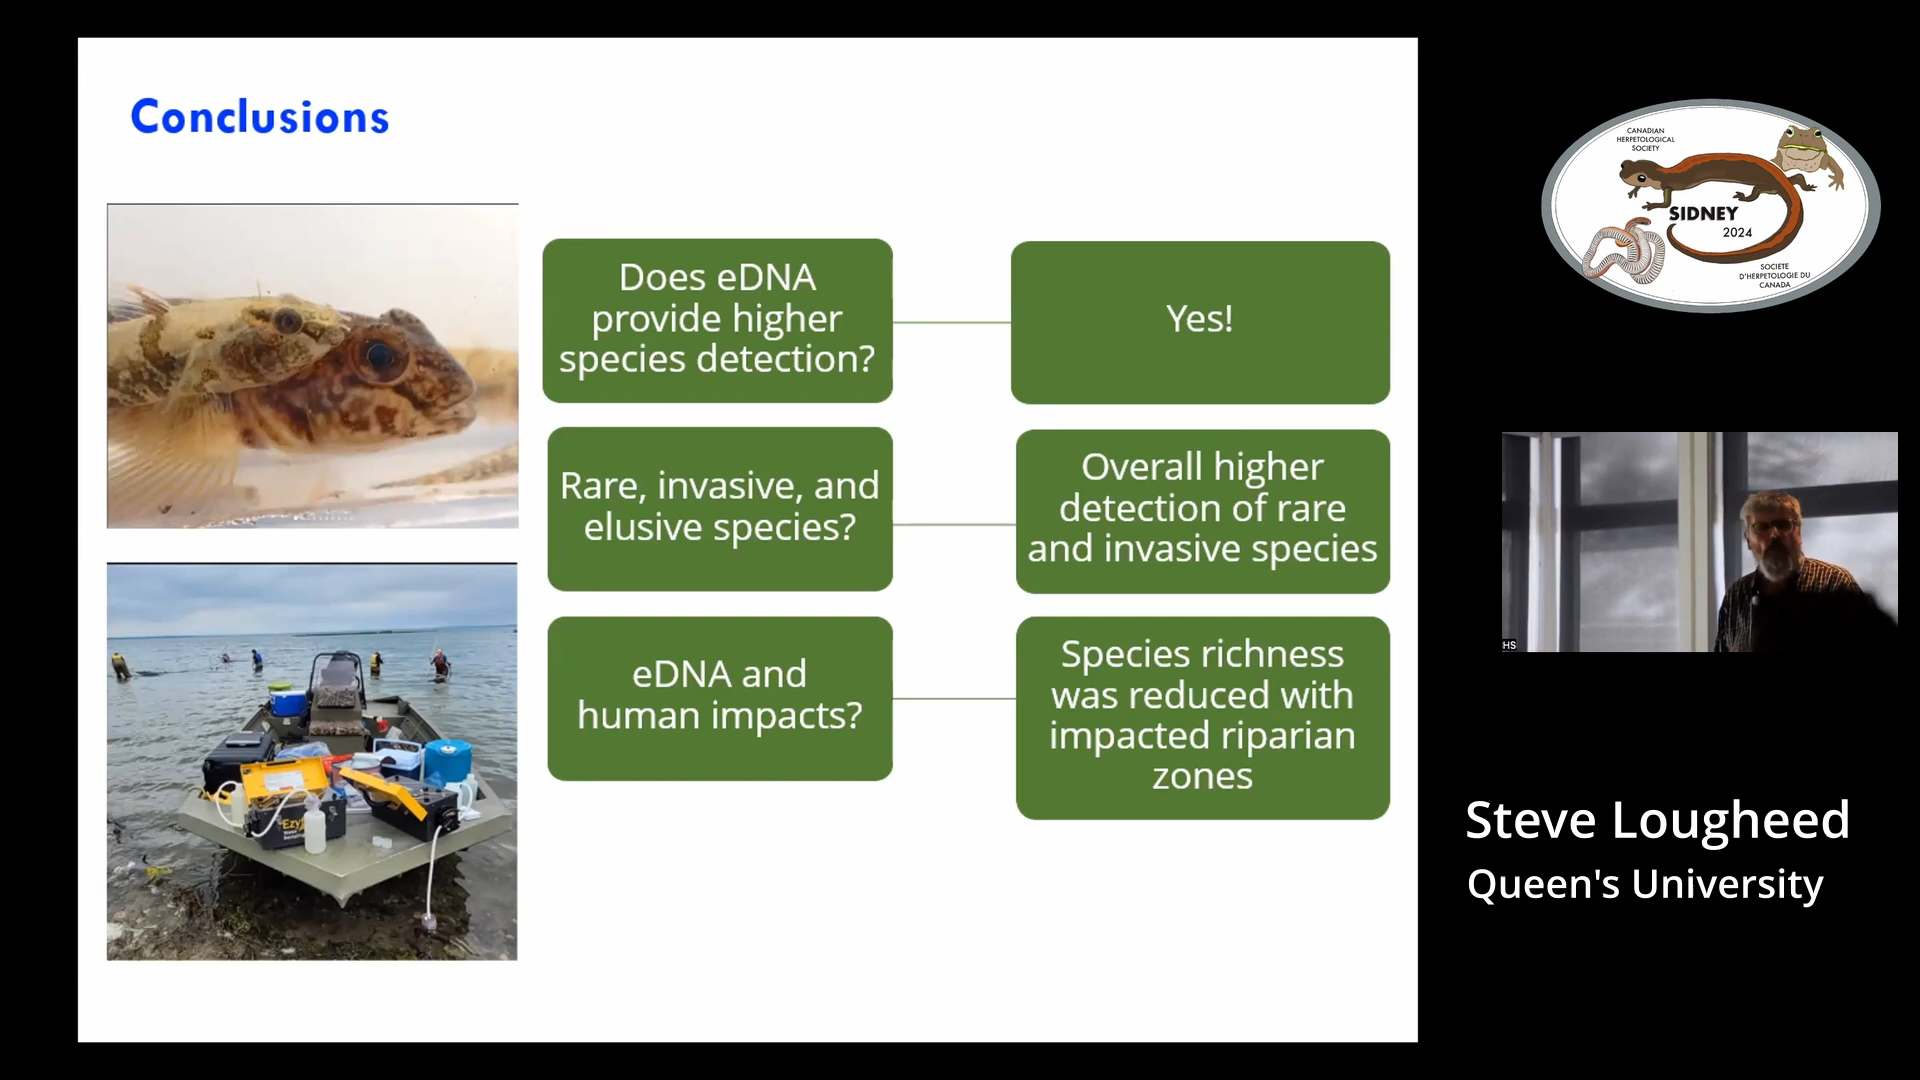 Conclusions
Does eDNA
provide higher
species detection?
Yes!
Rare, invasive, and
elusive species?
Overall higher
detection of rare
and invasive species
eDNA and
human impacts?
Species richness
was reduced with
impacted riparian
zones
CANADIAN
HERPETOLOGICAL
SOCIETY
SIDNEY
2024
SOCIETE
D'HERPETOLOGIE DU
CANADA
HS
Steve Lougheed
Queen's University